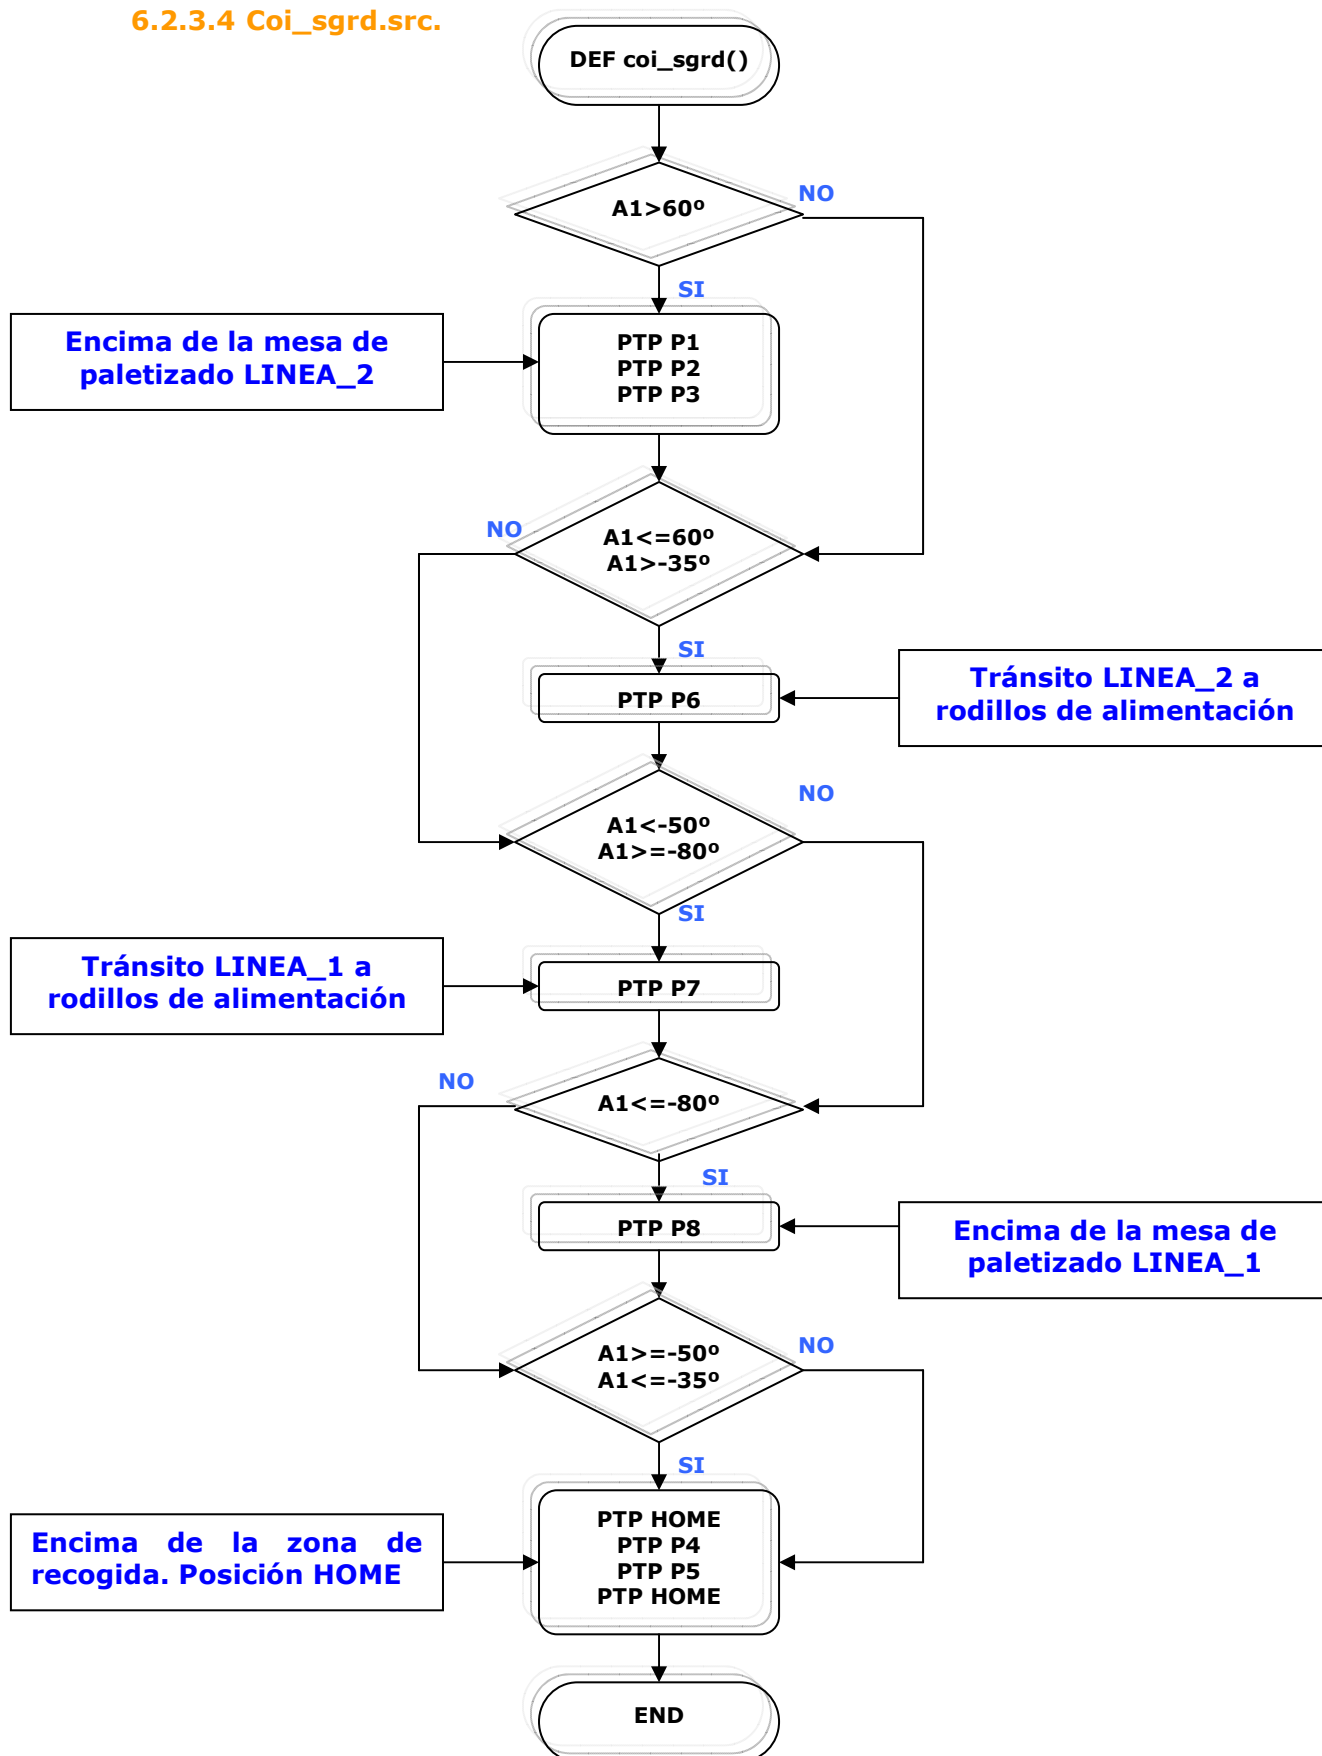 6.2.3.4 Coi_sgrd.src.
DEF coi_sgrd()
A1>60º
NO
SI
Encima de la mesa de
paletizado LINEA_2
PTP P1
PTP P2
PTP P3
NO
A1<=60º
A1>-35º
SI
PTP P6
Tránsito LINEA_2 a
rodillos de alimentación
NO
A1<-50º
A1>=-80º
SI
Tránsito LINEA_1 a
rodillos de alimentación
PTP P7
NO
A1<=-80º
SI
PTP P8
Encima de la mesa de
paletizado LINEA_1
A1>=-50º
A1<=-35º
NO
SI
Encima de la zona de
recogida. Posición HOME
PTP HOME
PTP P4
PTP P5
PTP HOME
END